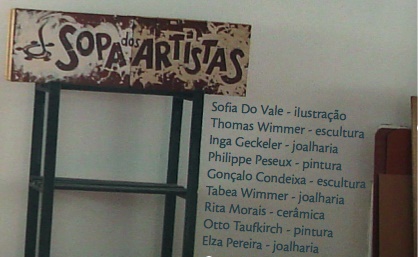 SOPA dos ARTISTAS
Sofia Do Vale - ilustração
Thomas Wimmer - escultura
Inga Geckeler - joalharia
Philippe Peseux - pintura
Gonçalo Condeixa - escultura
Tabea Wimmer - joalharia
Rita Morais - cerâmica
Otto Taufkirch - pintura
Elza Pereira - joalharia